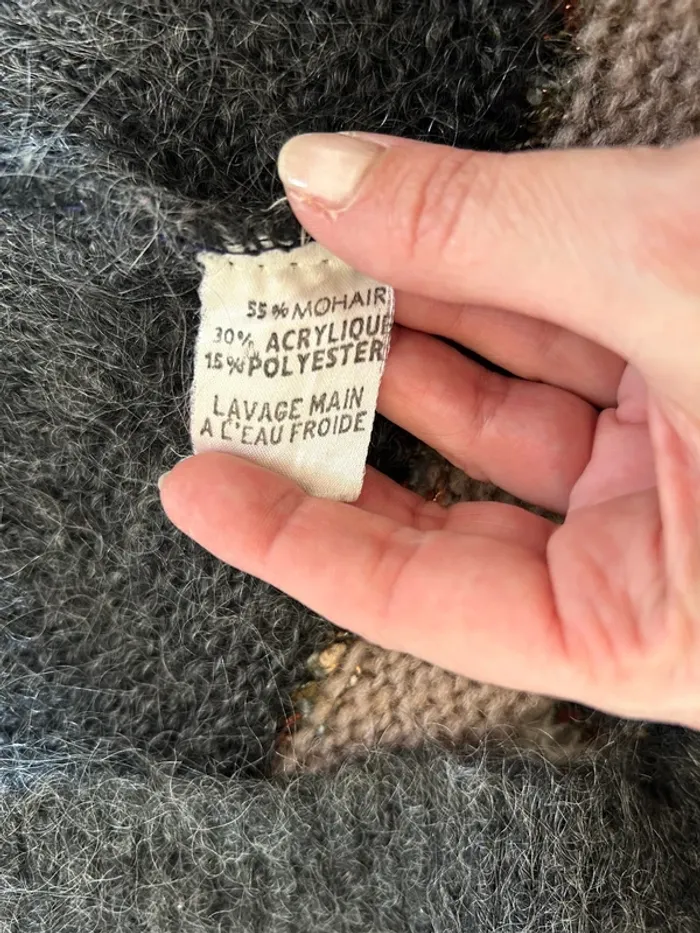 55% MOHAIR
30% ACRYLIQUE
15% POLYESTER
LAVAGE MAIN
A L'EAU FROIDE